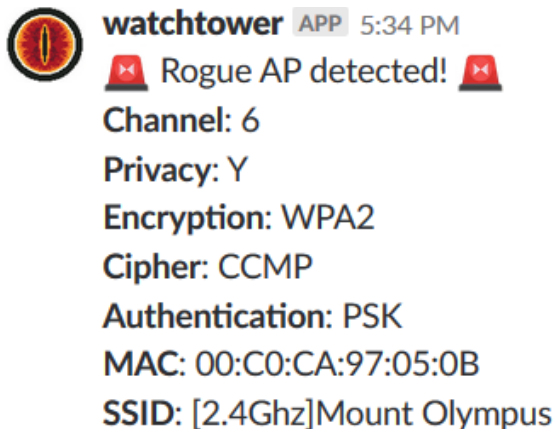 watchtower APP 5:34 PM
🚨 Rogue AP detected! 🚨
Channel: 6
Privacy: Y
Encryption: WPA2
Cipher: CCMP
Authentication: PSK
MAC: 00:C0:CA:97:05:0B
SSID: [2.4Ghz]Mount Olympus